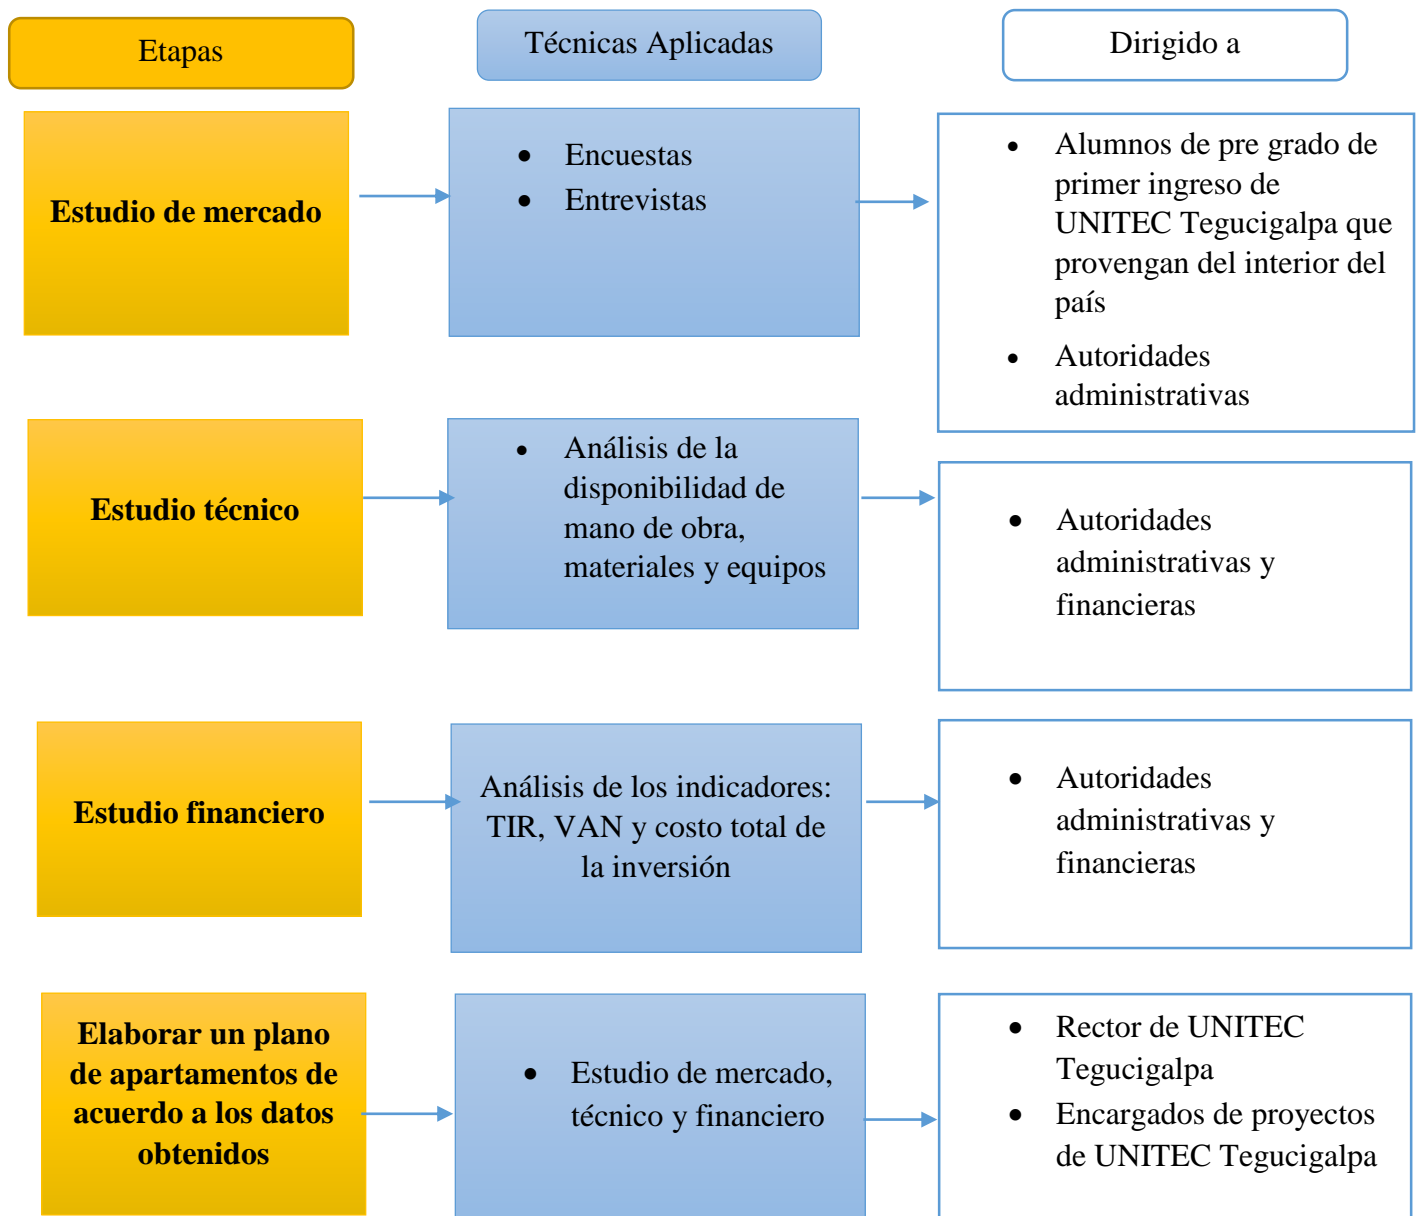 Etapas
Técnicas Aplicadas
Dirigido a
Estudio de mercado
• Encuestas
• Entrevistas
• Alumnos de pre grado de
primer ingreso de
UNITEC Tegucigalpa que
provengan del interior del
país
• Autoridades
administrativas
Estudio técnico
• Análisis de la
disponibilidad de
mano de obra,
materiales y equipos
• Autoridades
administrativas y
financieras
Estudio financiero
Análisis de los indicadores:
TIR, VAN y costo total de
la inversión
• Autoridades
administrativas y
financieras
Elaborar un plano
de apartamentos de
acuerdo a los datos
obtenidos
• Estudio de mercado,
técnico y financiero
• Rector de UNITEC
Tegucigalpa
• Encargados de proyectos
de UNITEC Tegucigalpa